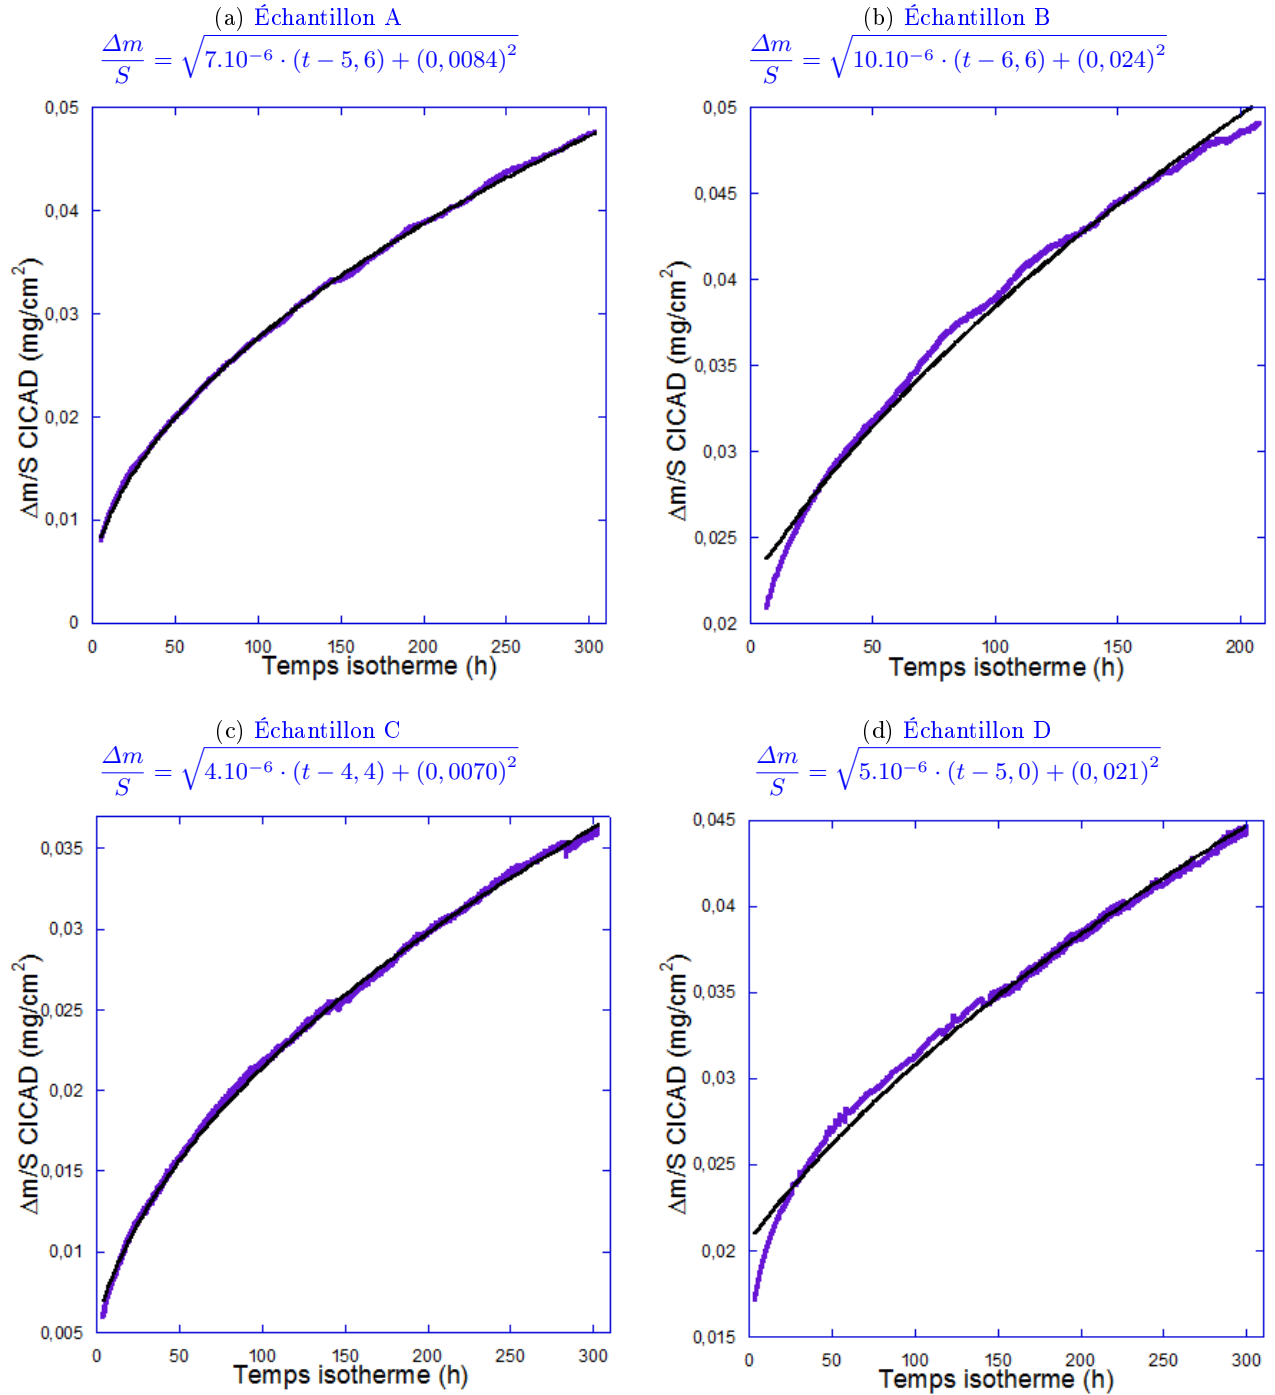 (a) Échantillon A
Δm/S = √(7.10⁻⁶ · (t − 5,6) + (0,0084)²)
0,05
0,04
0,03
0,02
0,01
0
Δm/S CICAD (mg/cm²)
0 50 100 150 200 250 300
Temps isotherme (h)
(b) Échantillon B
Δm/S = √(10.10⁻⁶ · (t − 6,6) + (0,024)²)
0,05
0,045
0,04
0,035
0,03
0,025
0,02
Δm/S CICAD (mg/cm²)
0 50 100 150 200
Temps isotherme (h)
(c) Échantillon C
Δm/S = √(4.10⁻⁶ · (t − 4,4) + (0,0070)²)
0,035
0,03
0,025
0,02
0,015
0,01
0,005
Δm/S CICAD (mg/cm²)
0 50 100 150 200 250 300
Temps isotherme (h)
(d) Échantillon D
Δm/S = √(5.10⁻⁶ · (t − 5,0) + (0,021)²)
0,045
0,04
0,035
0,03
0,025
0,02
0,015
Δm/S CICAD (mg/cm²)
0 50 100 150 200 250 300
Temps isotherme (h)